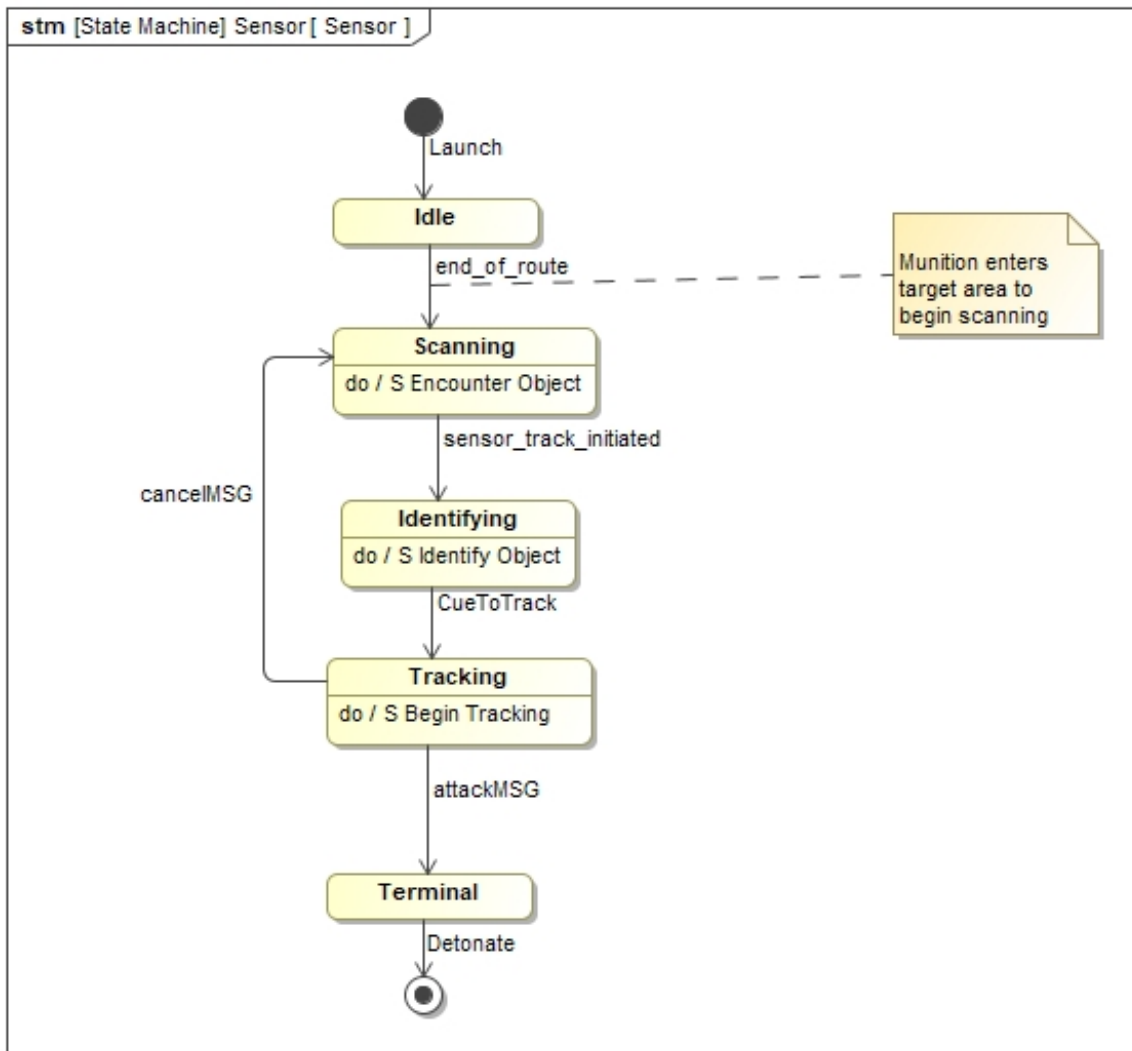 stm [State Machine] Sensor [ Sensor ]
Launch
Idle
end_of_route
Munition enters
target area to
begin scanning
Scanning
do / S Encounter Object
sensor_track_initiated
cancelMSG
Identifying
do / S Identify Object
CueToTrack
Tracking
do / S Begin Tracking
attackMSG
Terminal
Detonate